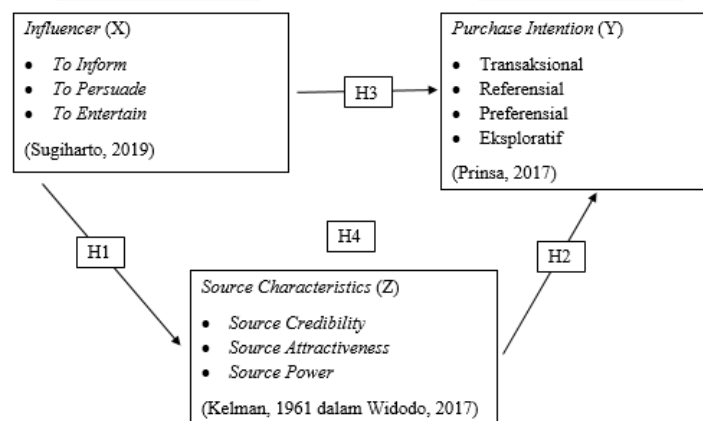 Influencer (X)
• To Inform
• To Persuade
• To Entertain
(Sugiharto, 2019)
H3
Purchase Intention (Y)
• Transaksional
• Referensial
• Preferensial
• Eksploratif
(Prinsa, 2017)
H1
H4
H2
Source Characteristics (Z)
• Source Credibility
• Source Attractiveness
• Source Power
(Kelman, 1961 dalam Widodo, 2017)